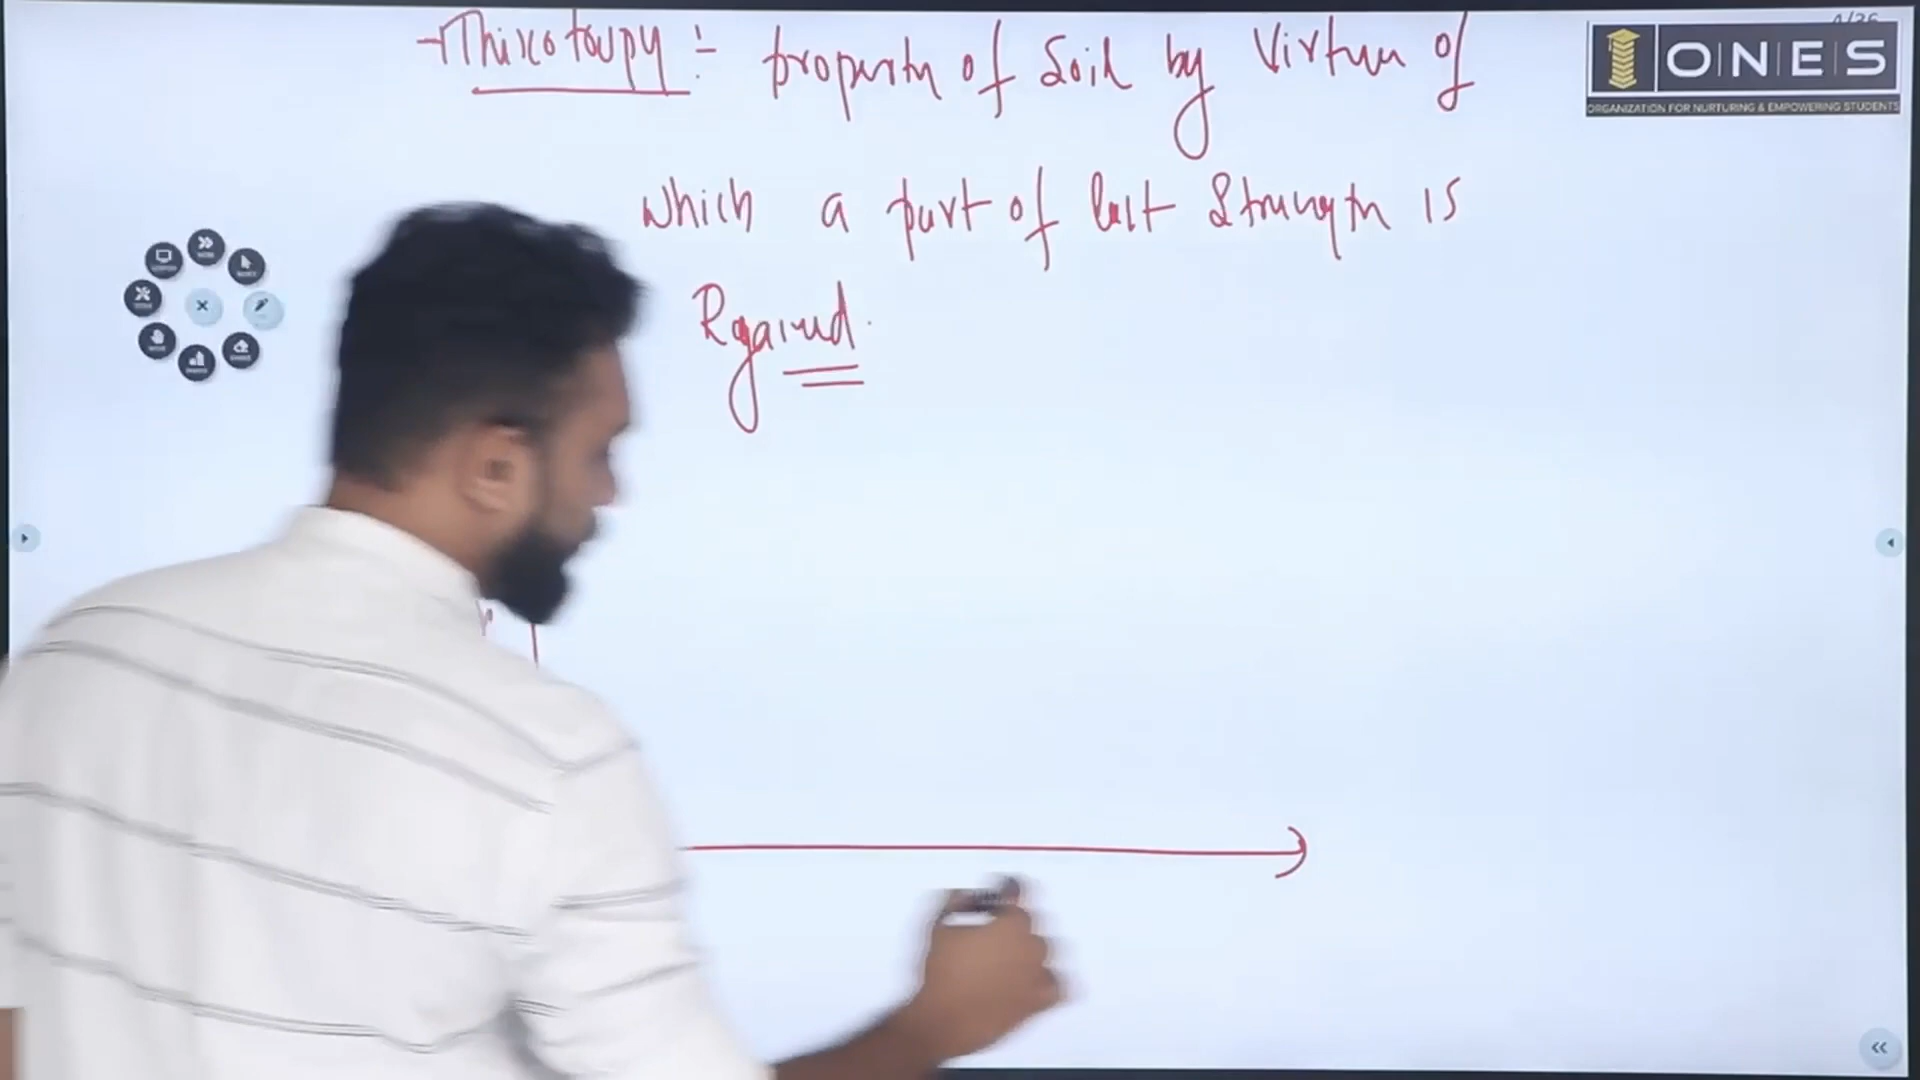 Thixotropy :- property of Soil by Virtue of
which a part of lost Strength is
Regained.
ONES
ORGANIZATION FOR NURTURING & EMPOWERING STUDENTS